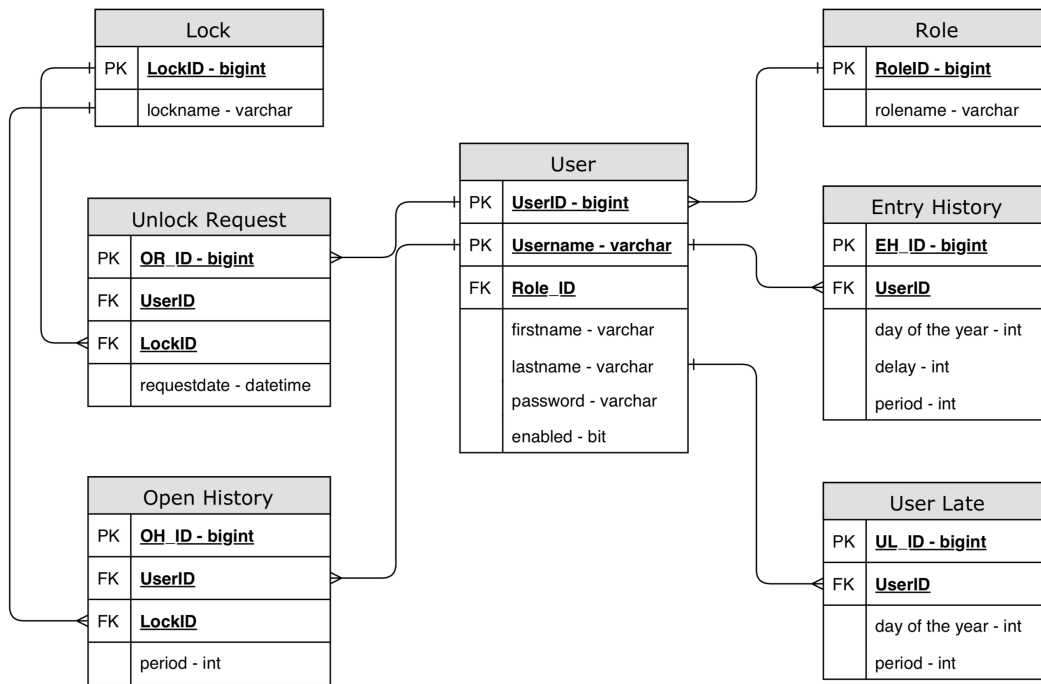 Lock
PK LockID - bigint
lockname - varchar
Unlock Request
PK OR_ID - bigint
FK UserID
FK LockID
requestdate - datetime
Open History
PK OH_ID - bigint
FK UserID
FK LockID
period - int
User
PK UserID - bigint
PK Username - varchar
FK Role_ID
firstname - varchar
lastname - varchar
password - varchar
enabled - bit
Role
PK RoleID - bigint
rolename - varchar
Entry History
PK EH_ID - bigint
FK UserID
day of the year - int
delay - int
period - int
User Late
PK UL_ID - bigint
FK UserID
day of the year - int
period - int